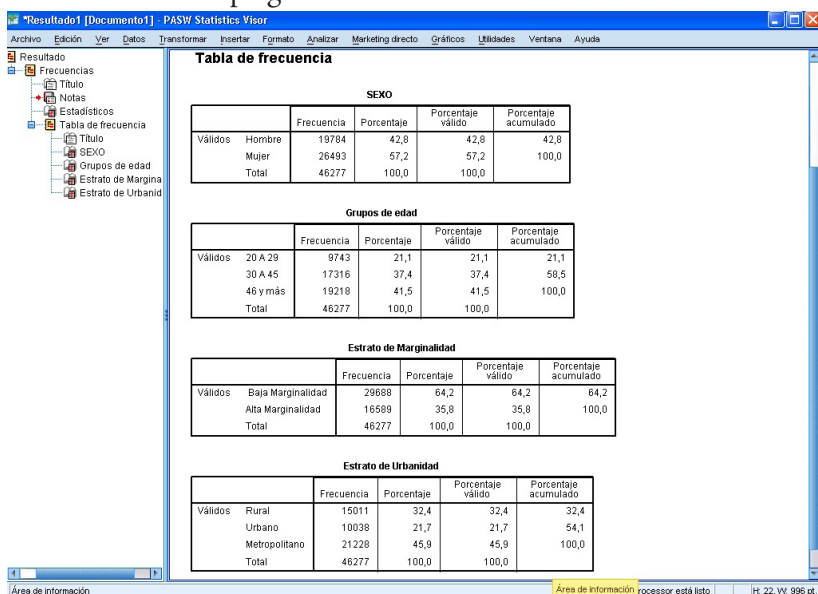 *Resultado1 [Documento1] - PASW Statistics Visor
Archivo Edición Ver Datos Transformar Insertar Formato Analizar Marketing directo Gráficos Utilidades Ventana Ayuda
Resultado
Frecuencias
Título
Notas
Estadísticos
Tabla de frecuencia
Título
SEXO
Grupos de edad
Estrato de Margina
Estrato de Urbanid
Tabla de frecuencia
SEXO
Frecuencia Porcentaje Porcentaje válido Porcentaje acumulado
Válidos Hombre 19784 42,8 42,8 42,8
Mujer 26493 57,2 57,2 100,0
Total 46277 100,0 100,0
Grupos de edad
Frecuencia Porcentaje Porcentaje válido Porcentaje acumulado
Válidos 20 A 29 9743 21,1 21,1 21,1
30 A 45 17316 37,4 37,4 58,5
46 y más 19218 41,5 41,5 100,0
Total 46277 100,0 100,0
Estrato de Marginalidad
Frecuencia Porcentaje Porcentaje válido Porcentaje acumulado
Válidos Baja Marginalidad 29688 64,2 64,2 64,2
Alta Marginalidad 16589 35,8 35,8 100,0
Total 46277 100,0 100,0
Estrato de Urbanidad
Frecuencia Porcentaje Porcentaje válido Porcentaje acumulado
Válidos Rural 15011 32,4 32,4 32,4
Urbano 10038 21,7 21,7 54,1
Metropolitano 21228 45,9 45,9 100,0
Total 46277 100,0 100,0
Área de información Área de información rocessor está listo H: 22, W: 996 pt.